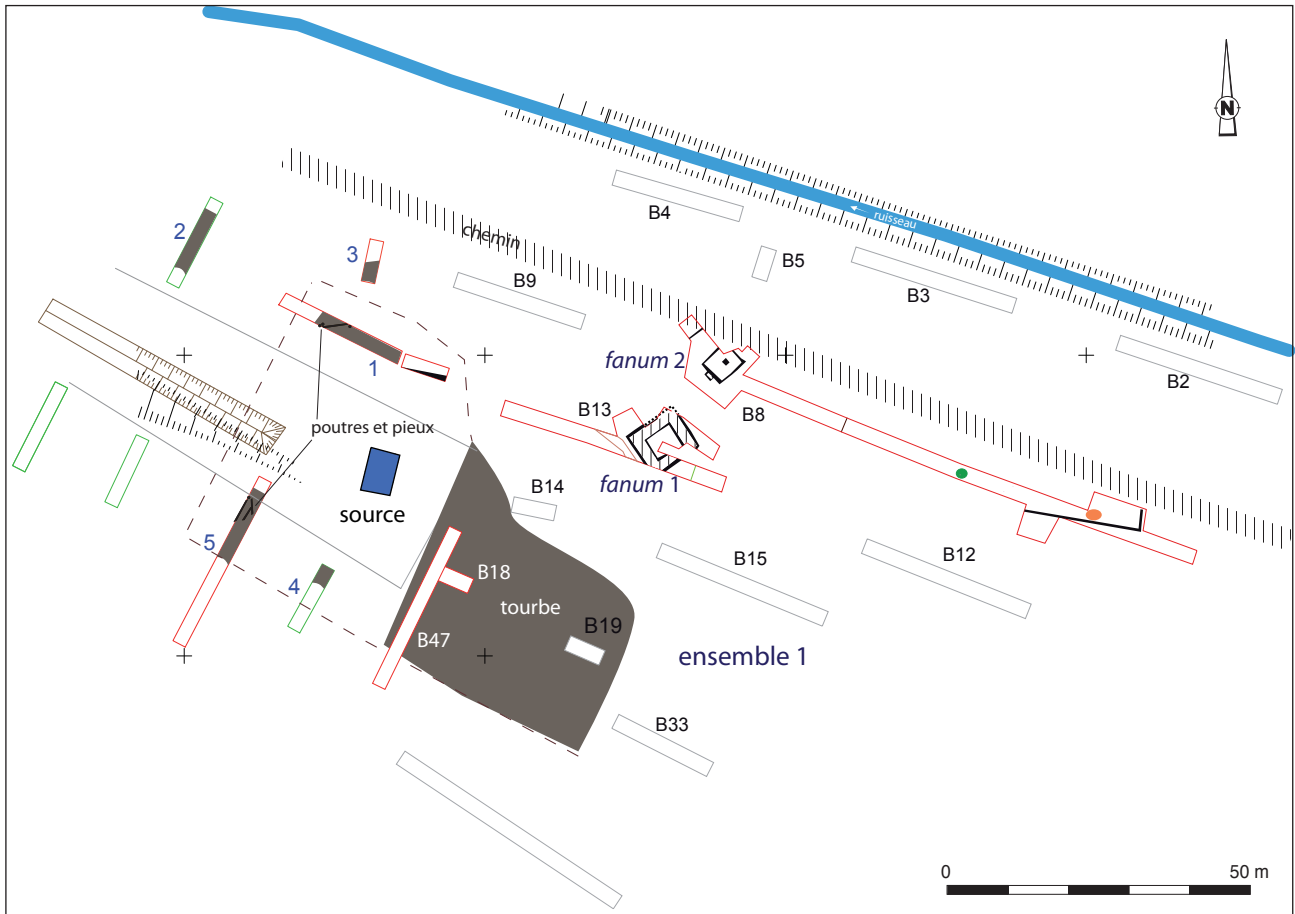 N
B4
ruisseau
2
chemin
3
B5
B3
B9
fanum 2
B2
1
B13
B8
poutres et pieux
fanum 1
B14
source
5
B15
B12
4
B18
tourbe
B19
B47
ensemble 1
B33
0 50 m